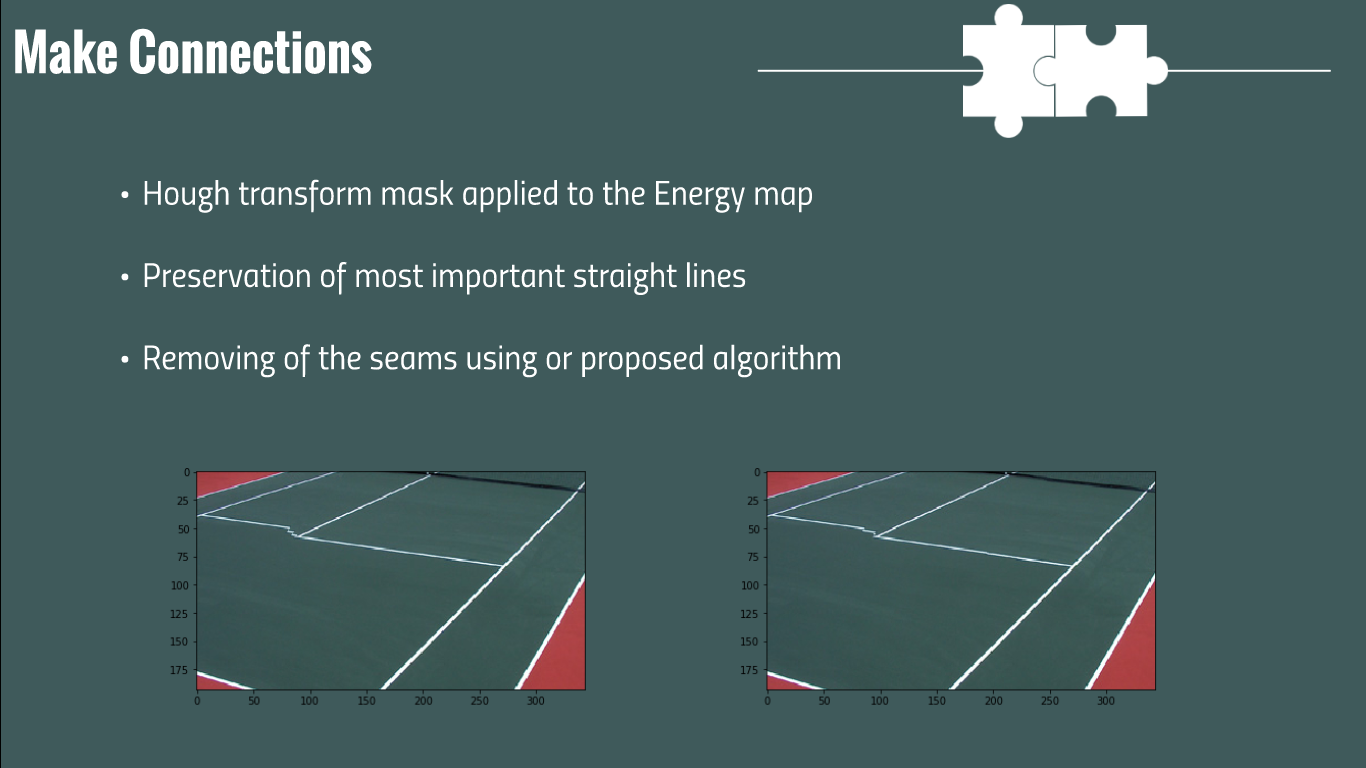 Make Connections
• Hough transform mask applied to the Energy map
• Preservation of most important straight lines
• Removing of the seams using or proposed algorithm
0
25
50
75
100
125
150
175
0 50 100 150 200 250 300
0
25
50
75
100
125
150
175
0 50 100 150 200 250 300